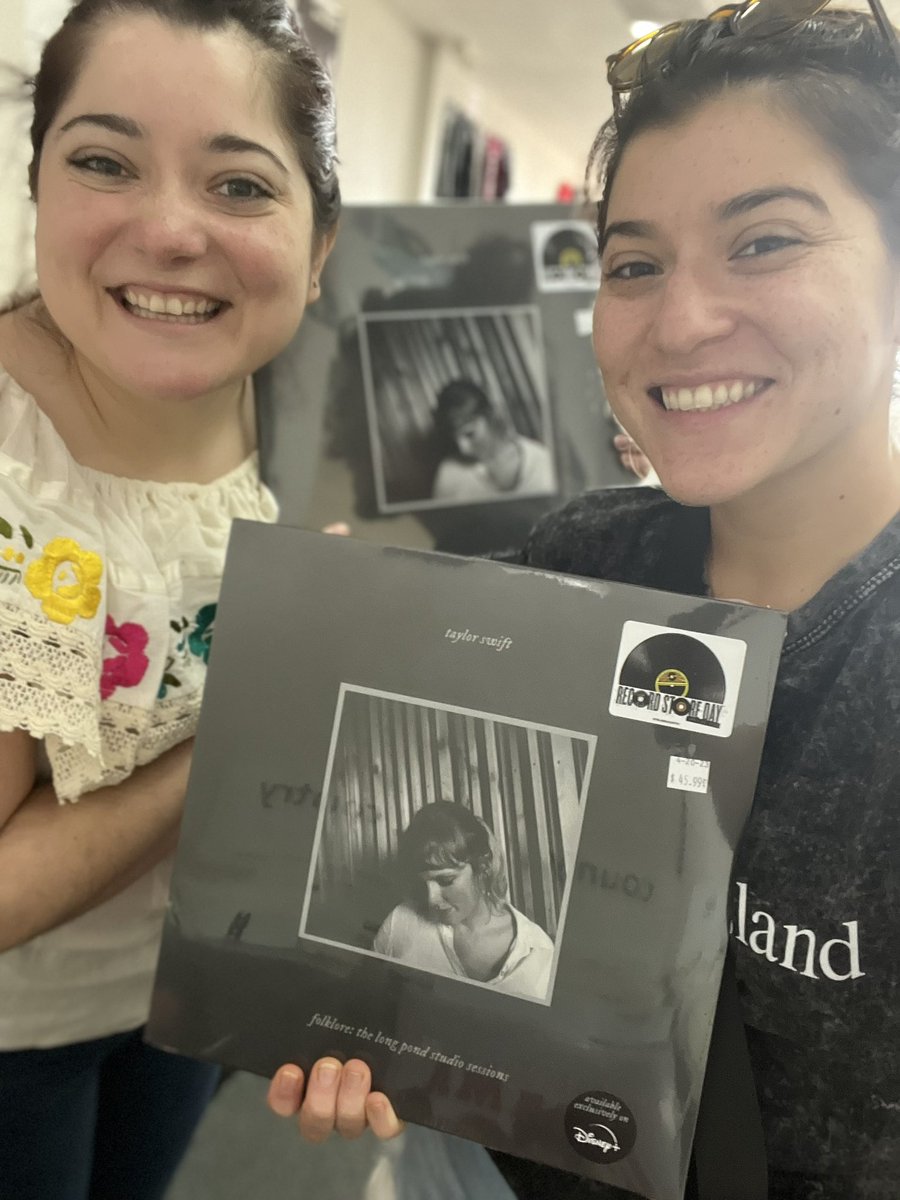 taylor swift
RECORD STORE DAY
4-20-23
$ 45.99
folklore: the long pond studio sessions
available
exclusively on
Disney+
land